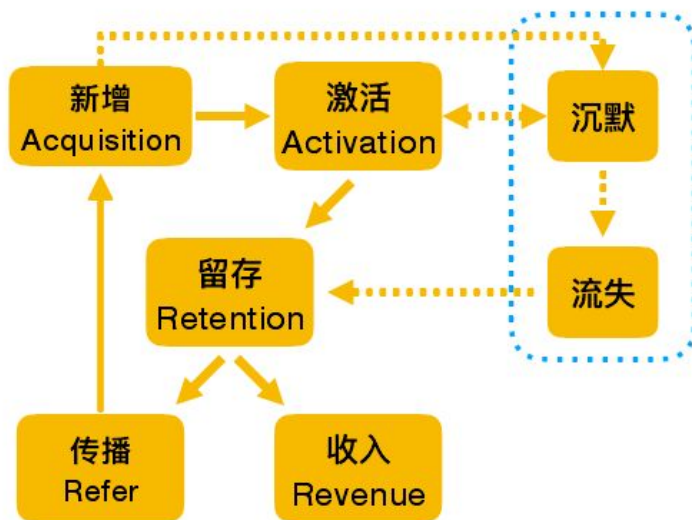 新增
Acquisition
激活
Activation
沉默
留存
Retention
流失
传播
Refer
收入
Revenue